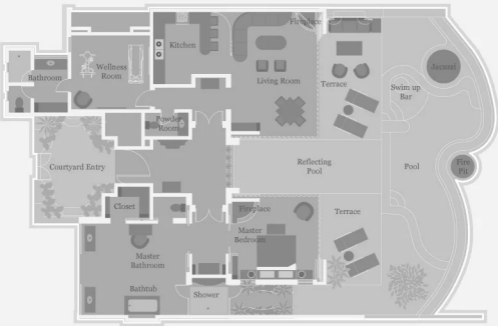 Fireplace
Kitchen
Wellness
Room
Bathroom
Living Room
Terrace
Jacuzzi
Swim up
Bar
Powder
Room
Courtyard Entry
Reflecting
Pool
Pool
Fire
Pit
Closet
Fireplace
Master
Bedroom
Terrace
Master
Bathroom
Bathtub
Shower